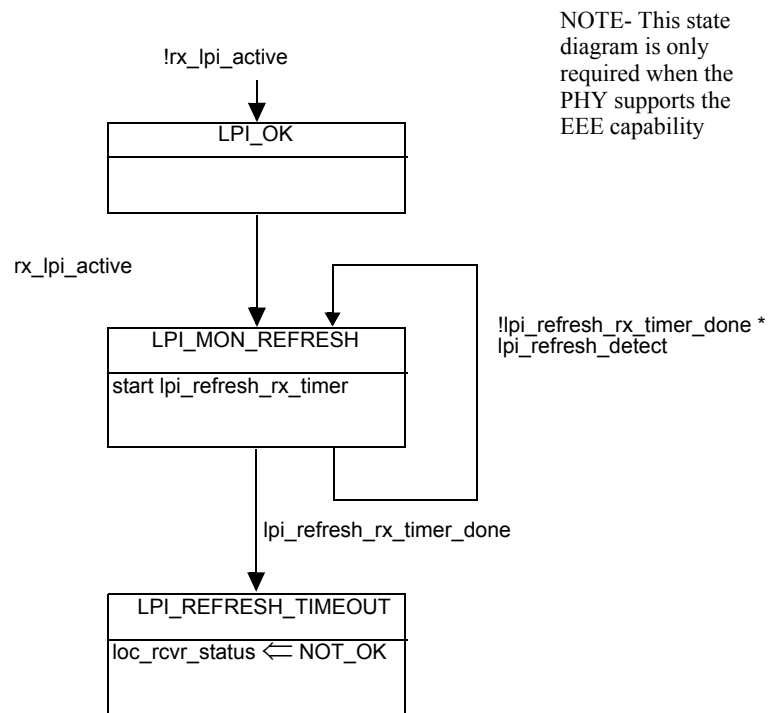 NOTE- This state
diagram is only
required when the
PHY supports the
EEE capability
!rx_lpi_active
LPI_OK
rx_lpi_active
LPI_MON_REFRESH
start lpi_refresh_rx_timer
!lpi_refresh_rx_timer_done *
lpi_refresh_detect
lpi_refresh_rx_timer_done
LPI_REFRESH_TIMEOUT
loc_rcvr_status ⇐ NOT_OK